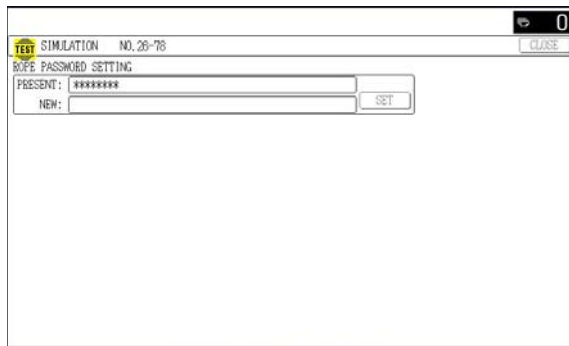 0
TEST SIMULATION NO. 26-78 CLOSE
ROPE PASSWORD SETTING
PRESENT: ********
NEW: SET